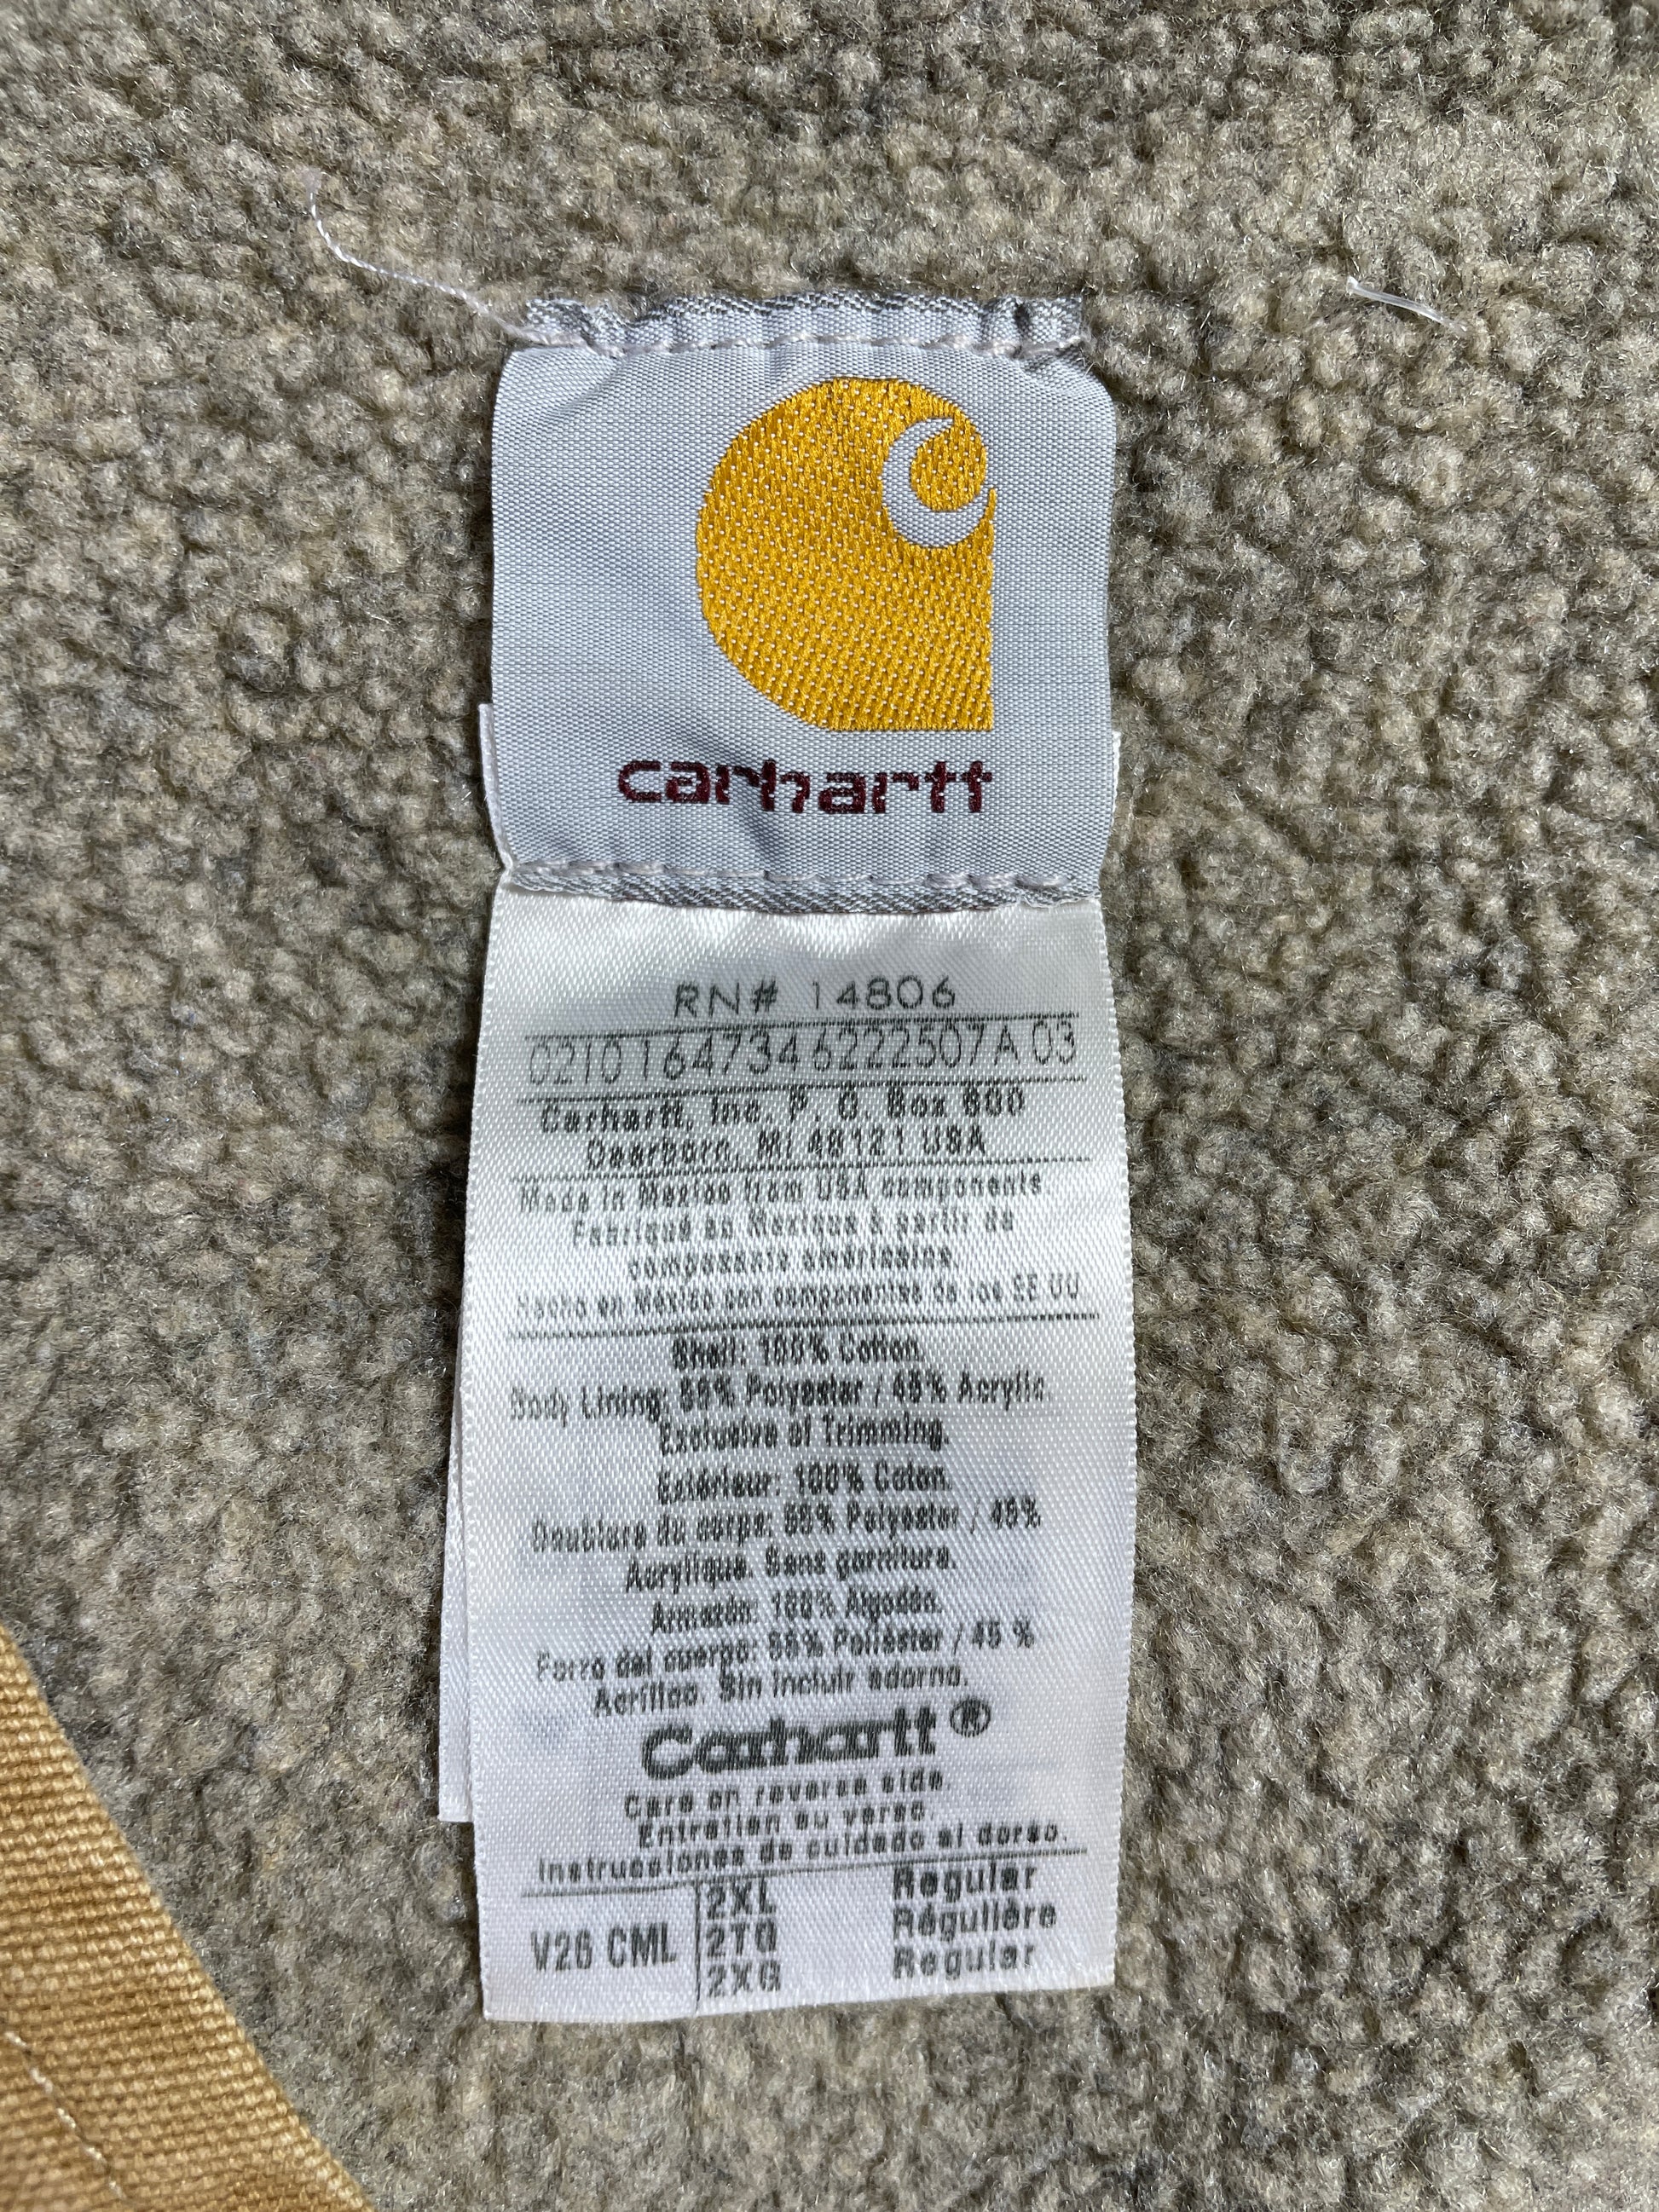 carhartt
RN# 14806
02101647346222507A 03
Carhartt, Inc. P. O. Box 600
Dearborn, MI 48121 USA
Made in Mexico from USA components
Fabriqué au Mexique à partir de
composants américains
Hecho en México con componentes de los EE UU
Shell: 100% Cotton.
Body Lining: 55% Polyester / 45% Acrylic
Exclusive of Trimming.
Extérieur: 100% Coton.
Doublure du corps: 55% Polyester / 45%
Acrylique. Sans garniture.
Armazón: 100% Algodón.
Forro del cuerpo: 55% Poliéster / 45 %
Acrílico. Sin incluir adorno.
Carhartt®
Care on reverse side.
Entretien au verso.
Instrucciones de cuidado al dorso.
V26 CML 2XL Regular
2TG Régulière
2XG Regular